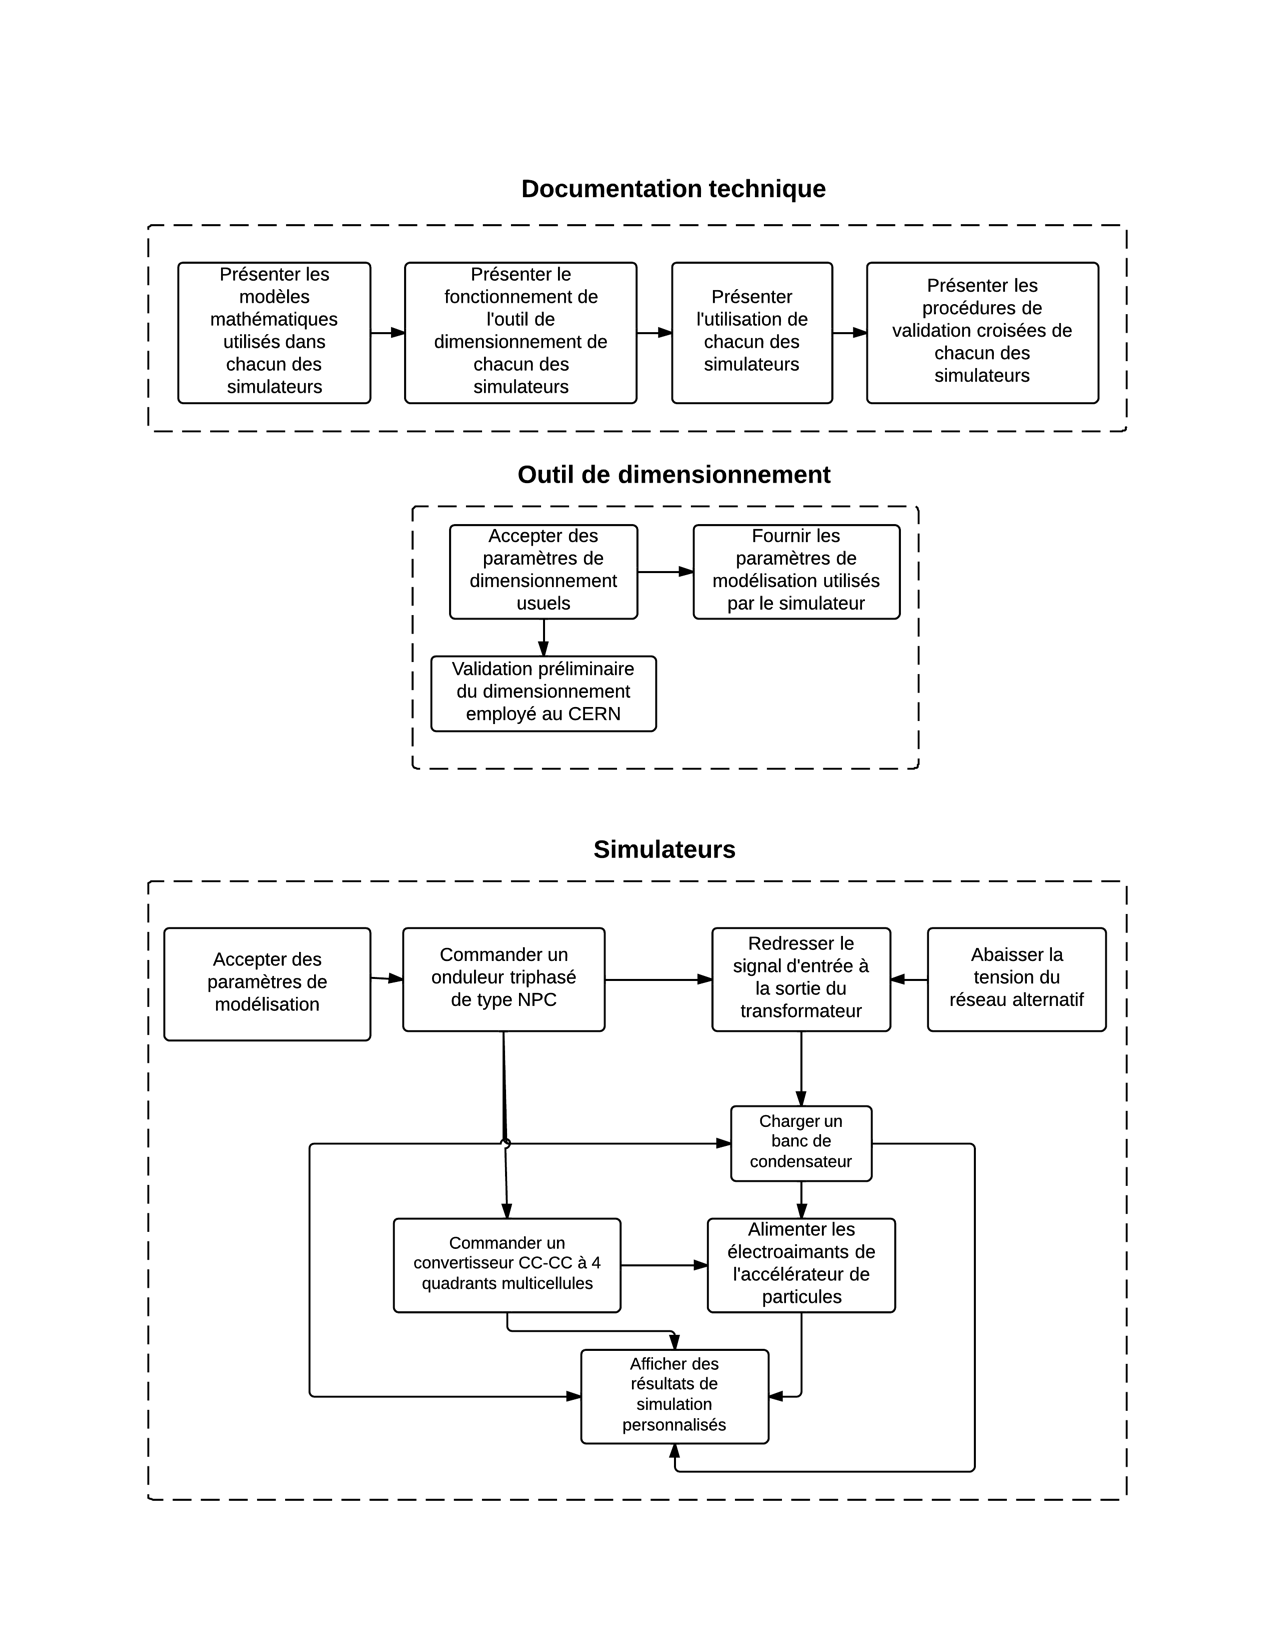 Documentation technique
Présenter les
modèles
mathématiques
utilisés dans
chacun des
simulateurs
Présenter le
fonctionnement de
l'outil de
dimensionnement de
chacun des
simulateurs
Présenter
l'utilisation de
chacun des
simulateurs
Présenter les
procédures de
validation croisées de
chacun des
simulateurs
Outil de dimensionnement
Accepter des
paramètres de
dimensionnement
usuels
Fournir les
paramètres de
modélisation utilisés
par le simulateur
Validation préliminaire
du dimensionnement
employé au CERN
Simulateurs
Accepter des
paramètres de
modélisation
Commander un
onduleur triphasé
de type NPC
Redresser le
signal d'entrée à
la sortie du
transformateur
Abaisser la
tension du
réseau alternatif
Charger un
banc de
condensateur
Commander un
convertisseur CC-CC à 4
quadrants multicellules
Alimenter les
électroaimants de
l'accélérateur de
particules
Afficher des
résultats de
simulation
personnalisés